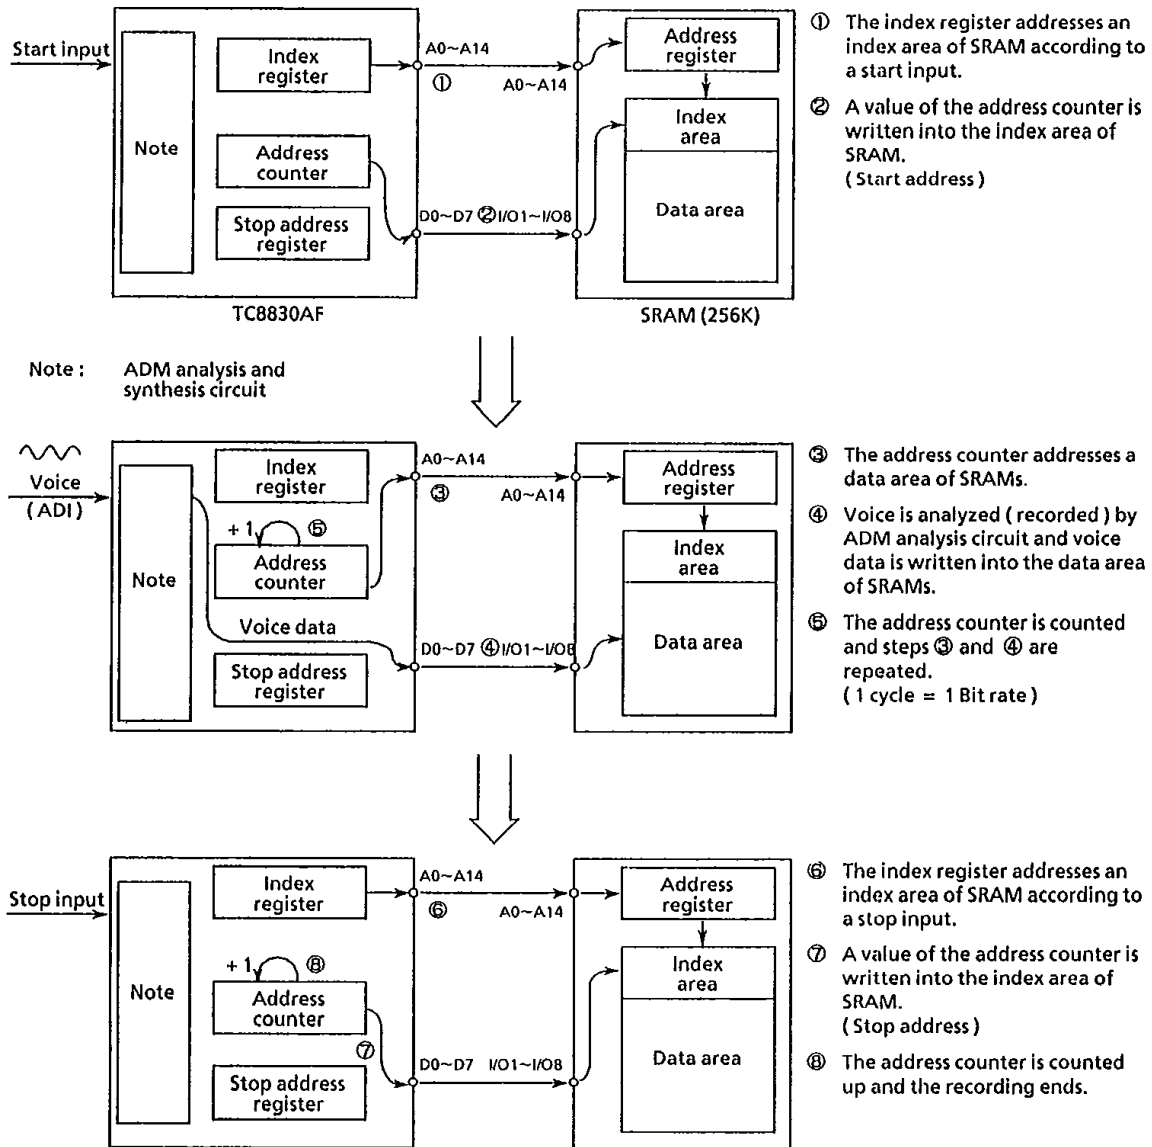 Start input
Note
Index
register
Address
counter
Stop address
register
TC8830AF
A0~A14
①
A0~A14
D0~D7 ② I/O1~I/O8
Address
register
Index
area
Data area
SRAM (256K)
① The index register addresses an
index area of SRAM according to
a start input.
② A value of the address counter is
written into the index area of
SRAM.
( Start address )
Note : ADM analysis and
synthesis circuit
Voice
( ADI )
Note
Index
register
+ 1 ⑤
Address
counter
Voice data
Stop address
register
A0~A14
③
A0~A14
D0~D7 ④ I/O1~I/O8
Address
register
Index
area
Data area
③ The address counter addresses a
data area of SRAMs.
④ Voice is analyzed ( recorded ) by
ADM analysis circuit and voice
data is written into the data area
of SRAMs.
⑤ The address counter is counted
and steps ③ and ④ are
repeated.
( 1 cycle = 1 Bit rate )
Stop input
Note
Index
register
+ 1 ⑧
Address
counter
⑦
Stop address
register
A0~A14
⑥
A0~A14
D0~D7 I/O1~I/O8
Address
register
Index
area
Data area
⑥ The index register addresses an
index area of SRAM according to
a stop input.
⑦ A value of the address counter is
written into the index area of
SRAM.
( Stop address )
⑧ The address counter is counted
up and the recording ends.